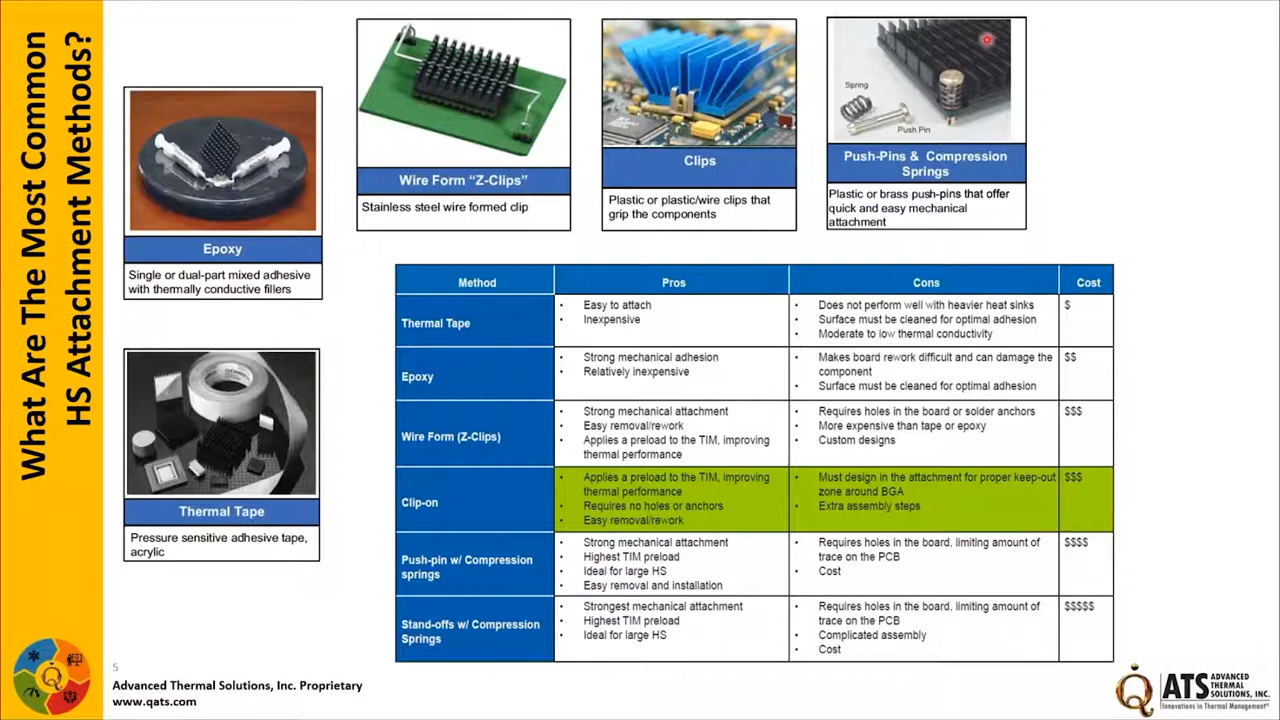 What Are The Most Common
HS Attachment Methods?
Epoxy
Single or dual-part mixed adhesive
with thermally conductive fillers
Thermal Tape
Pressure sensitive adhesive tape,
acrylic
Wire Form “Z-Clips”
Stainless steel wire formed clip
Clips
Plastic or plastic/wire clips that
grip the components
Spring
Push Pin
Push-Pins & Compression
Springs
Plastic or brass push-pins that offer
quick and easy mechanical
attachment
Method Pros Cons Cost
Thermal Tape
• Easy to attach
• Inexpensive
• Does not perform well with heavier heat sinks
• Surface must be cleaned for optimal adhesion
• Moderate to low thermal conductivity
$
Epoxy
• Strong mechanical adhesion
• Relatively inexpensive
• Makes board rework difficult and can damage the
component
• Surface must be cleaned for optimal adhesion
$$
Wire Form (Z-Clips)
• Strong mechanical attachment
• Easy removal/rework
• Applies a preload to the TIM, improving
thermal performance
• Requires holes in the board or solder anchors
• More expensive than tape or epoxy
• Custom designs
$$$
Clip-on
• Applies a preload to the TIM, improving
thermal performance
• Requires no holes or anchors
• Easy removal/rework
• Must design in the attachment for proper keep-out
zone around BGA
• Extra assembly steps
$$$
Push-pin w/ Compression
springs
• Strong mechanical attachment
• Highest TIM preload
• Ideal for large HS
• Easy removal and installation
• Requires holes in the board, limiting amount of
trace on the PCB
• Cost
$$$$
Stand-offs w/ Compression
Springs
• Strongest mechanical attachment
• Highest TIM preload
• Ideal for large HS
• Requires holes in the board, limiting amount of
trace on the PCB
• Complicated assembly
• Cost
$$$$$
5
Advanced Thermal Solutions, Inc. Proprietary
www.qats.com
Q
ATS
ADVANCED
THERMAL
SOLUTIONS, INC.
Innovations in Thermal Management®